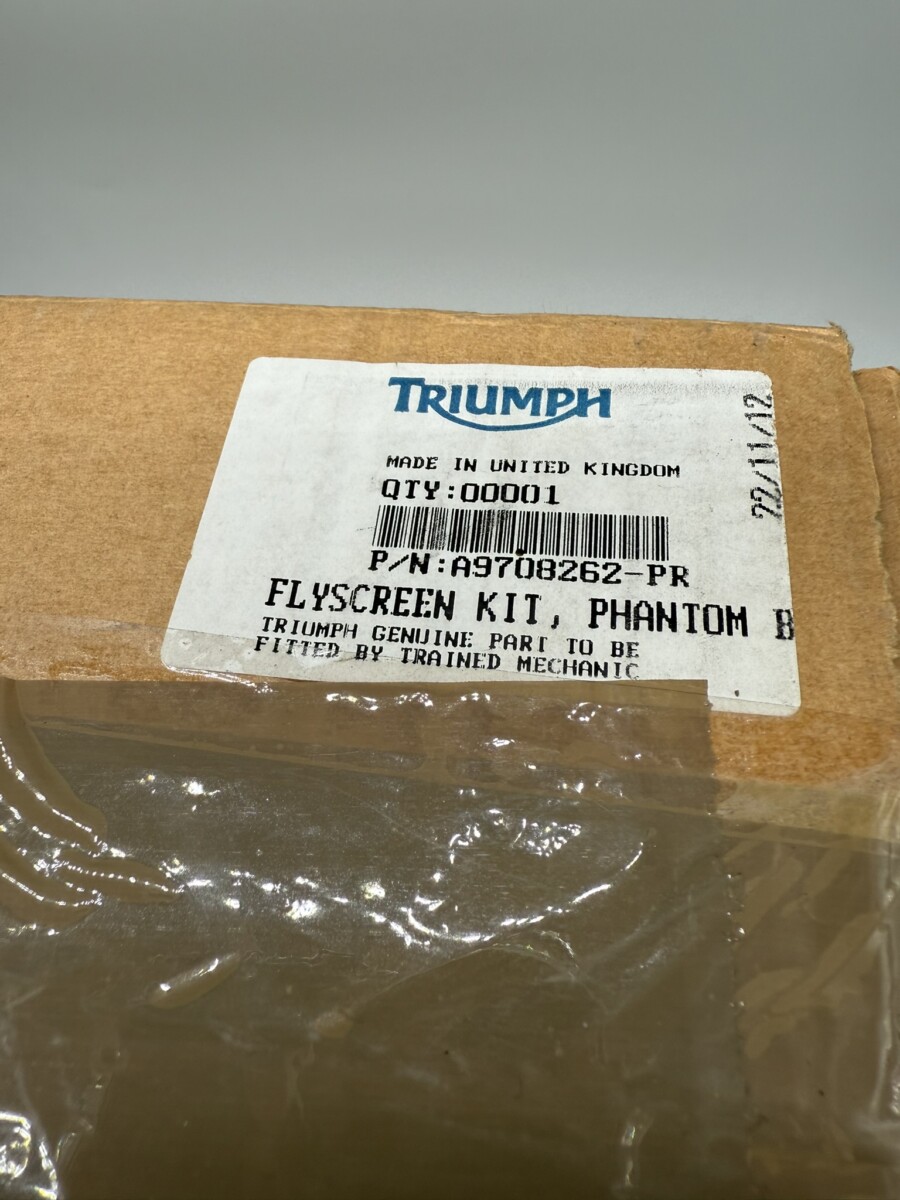 TRIUMPH
MADE IN UNITED KINGDOM
QTY:00001
P/N:A9708262-PR
FLYSCREEN KIT, PHANTOM B
TRIUMPH GENUINE PART TO BE
FITTED BY TRAINED MECHANIC
22/11/12